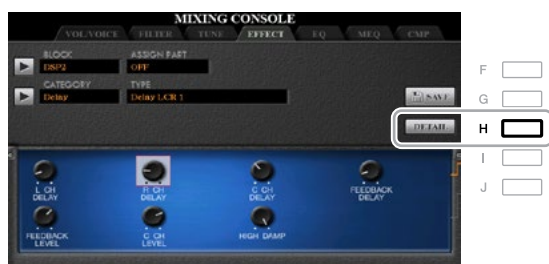 MIXING CONSOLE
VOL/VOICE FILTER TUNE EFFECT EQ MEQ CMP
BLOCK ASSIGN PART
DSP2 OFF
CATEGORY TYPE
Delay Delay LCR 1
SAVE
DETAIL
F
G
H
I
J
L CH DELAY
R CH DELAY
C CH DELAY
FEEDBACK DELAY
FEEDBACK LEVEL
C CH LEVEL
HIGH DAMP